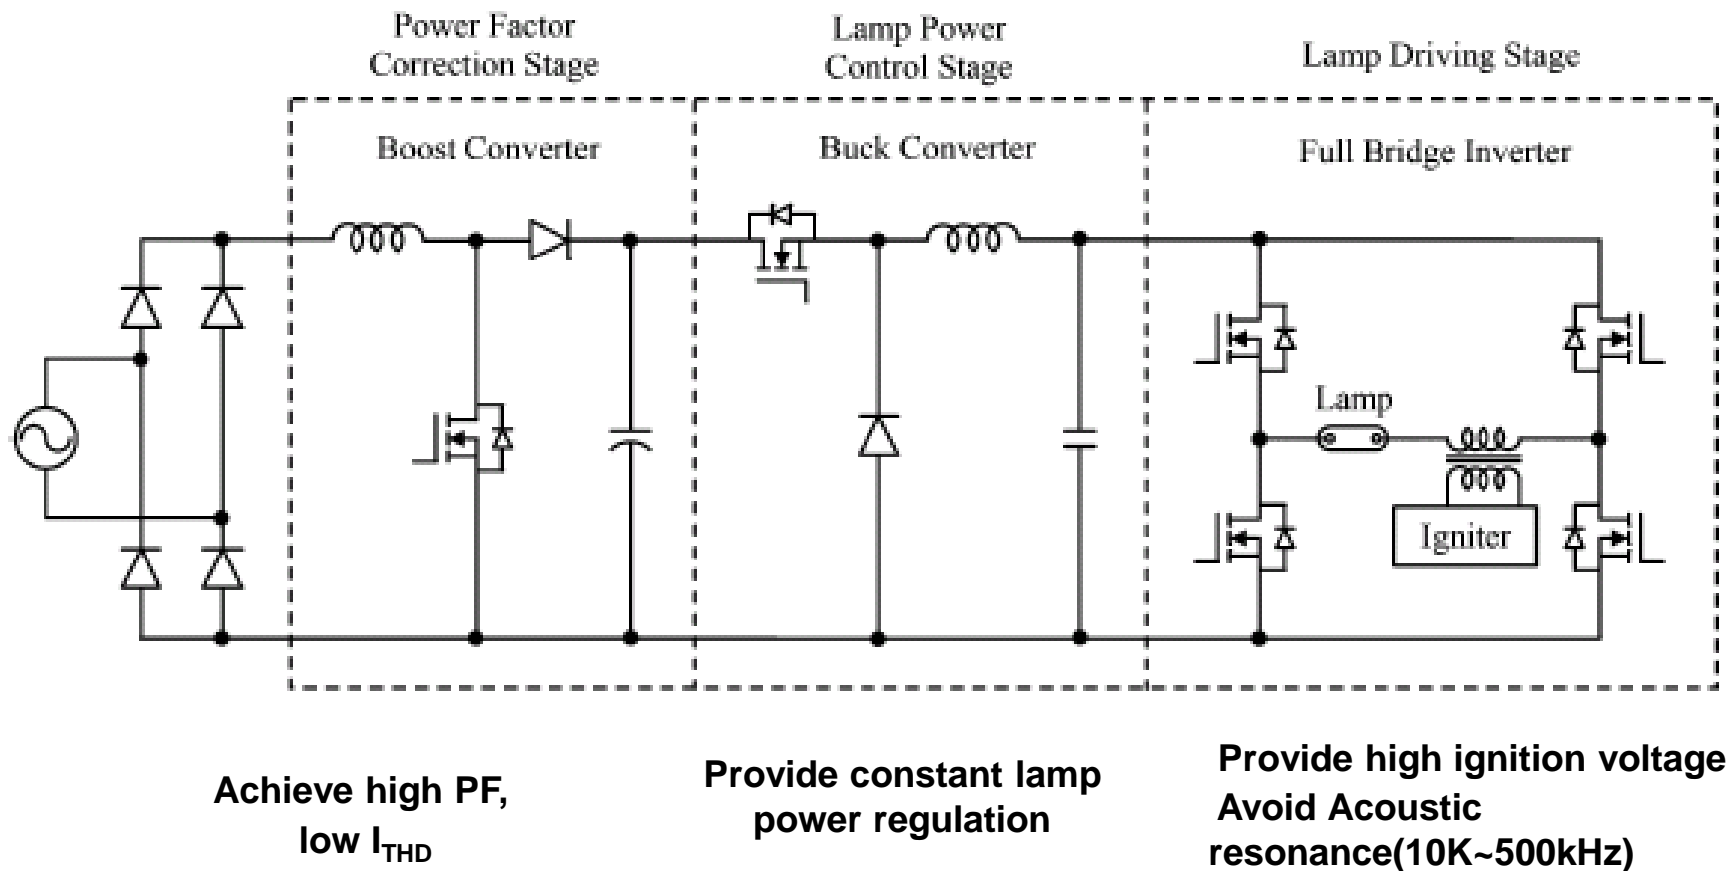 Power Factor
Correction Stage
Lamp Power
Control Stage
Lamp Driving Stage
Boost Converter
Buck Converter
Full Bridge Inverter
Lamp
Igniter
Achieve high PF,
low I_THD
Provide constant lamp
power regulation
Provide high ignition voltage
Avoid Acoustic
resonance(10K~500kHz)